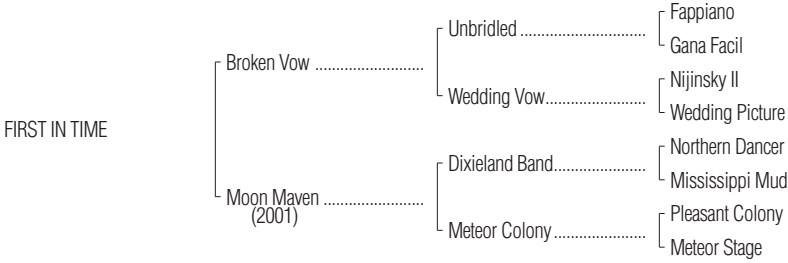 Fappiano
Unbridled ..............................
Gana Facil
Broken Vow ..........................
Nijinsky II
Wedding Vow........................
Wedding Picture
FIRST IN TIME
Northern Dancer
Dixieland Band......................
Mississippi Mud
Moon Maven ........................
(2001)
Pleasant Colony
Meteor Colony ......................
Meteor Stage